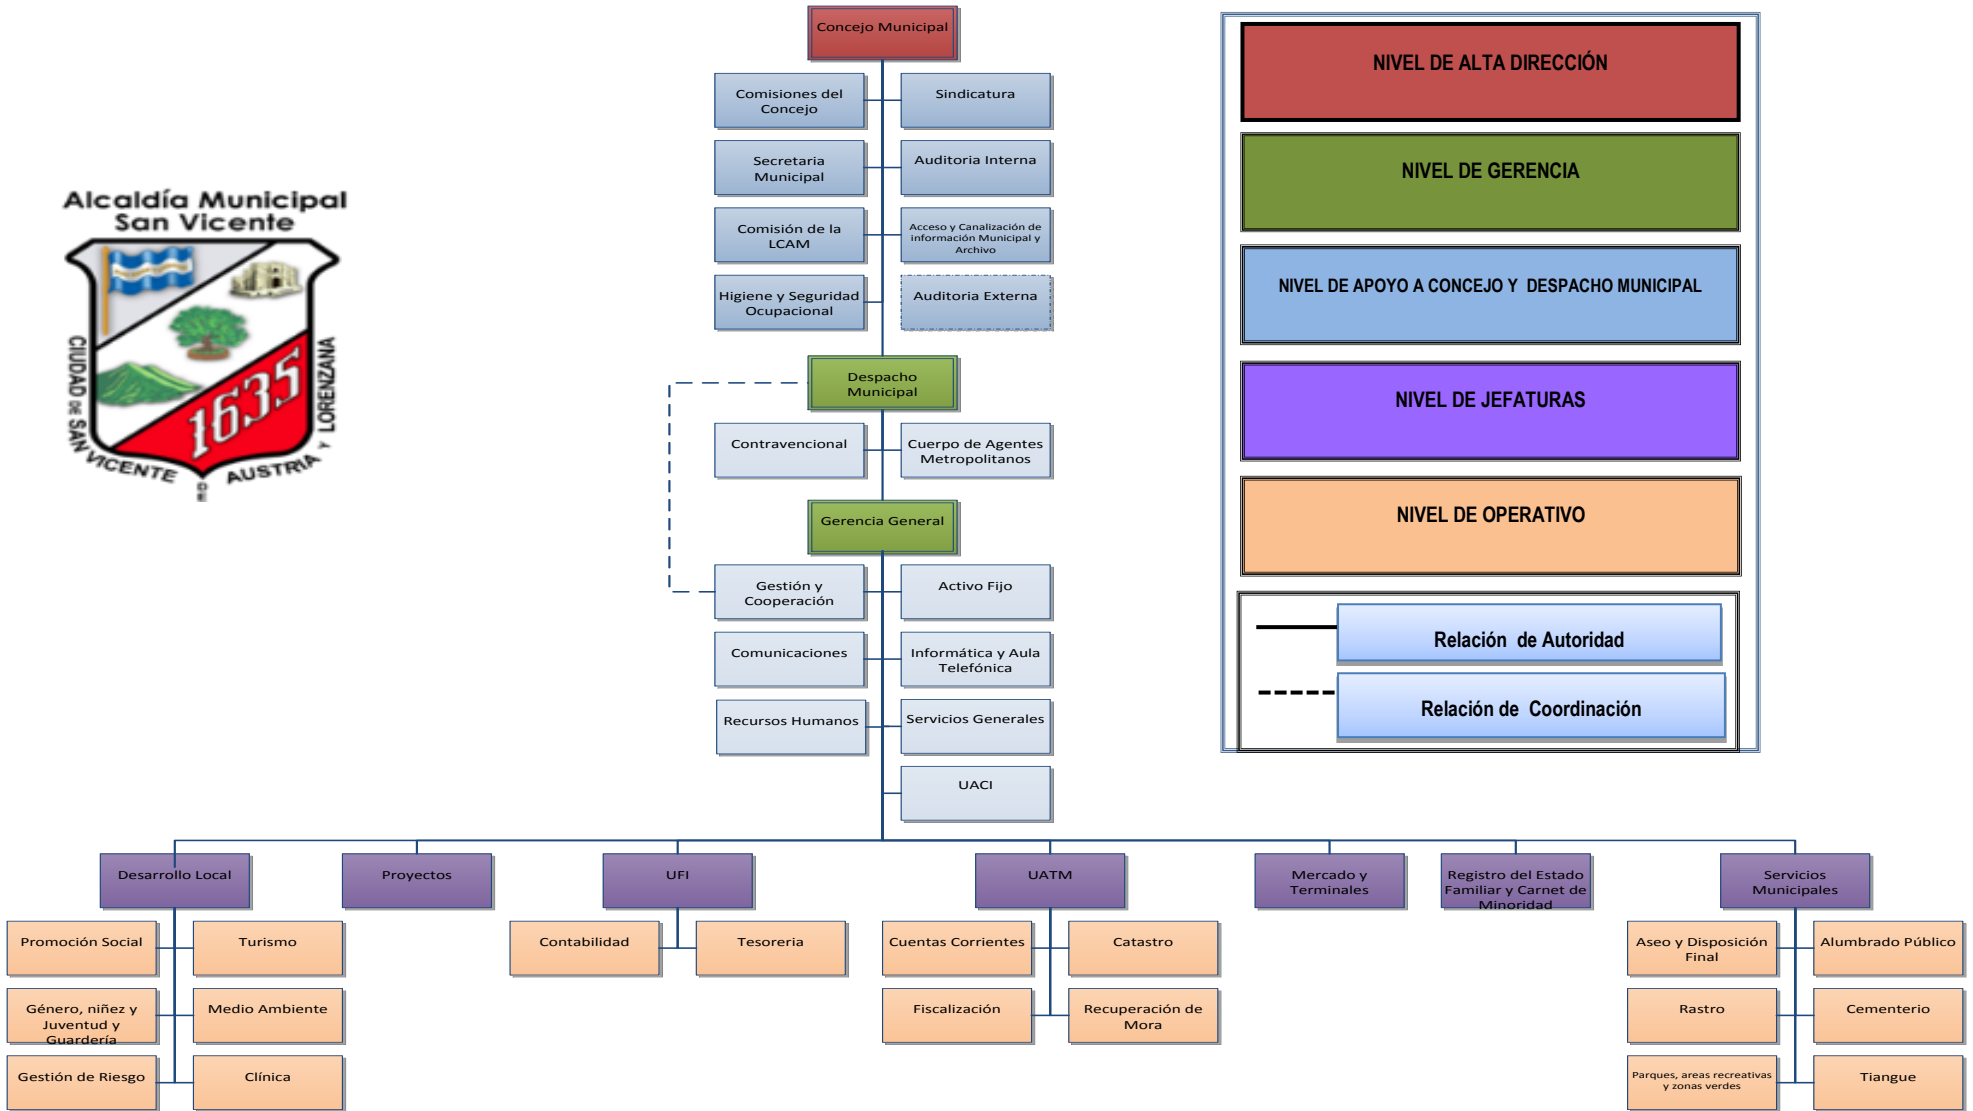 Concejo Municipal
Comisiones del
Concejo
Sindicatura
Secretaria
Municipal
Auditoria Interna
Comisión de la
LCAM
Acceso y Canalización de
información Municipal y
Archivo
Higiene y Seguridad
Ocupacional
Auditoria Externa
Despacho
Municipal
Contravencional
Cuerpo de Agentes
Metropolitanos
Gerencia General
Gestión y
Cooperación
Activo Fijo
Comunicaciones
Informática y Aula
Telefónica
Recursos Humanos
Servicios Generales
UACI
Desarrollo Local
Proyectos
UFI
UATM
Mercado y
Terminales
Registro del Estado
Familiar y Carnet de
Minoridad
Servicios
Municipales
Promoción Social
Turismo
Género, niñez y
Juventud y
Guardería
Medio Ambiente
Gestión de Riesgo
Clínica
Contabilidad
Tesoreria
Cuentas Corrientes
Catastro
Fiscalización
Recuperación de
Mora
Aseo y Disposición
Final
Alumbrado Público
Rastro
Cementerio
Parques, areas recreativas
y zonas verdes
Tiangue
Alcaldía Municipal
San Vicente
CIUDAD DE SAN VICENTE DE AUSTRIA Y LORENZANA
1635
NIVEL DE ALTA DIRECCIÓN
NIVEL DE GERENCIA
NIVEL DE APOYO A CONCEJO Y DESPACHO MUNICIPAL
NIVEL DE JEFATURAS
NIVEL DE OPERATIVO
Relación de Autoridad
Relación de Coordinación